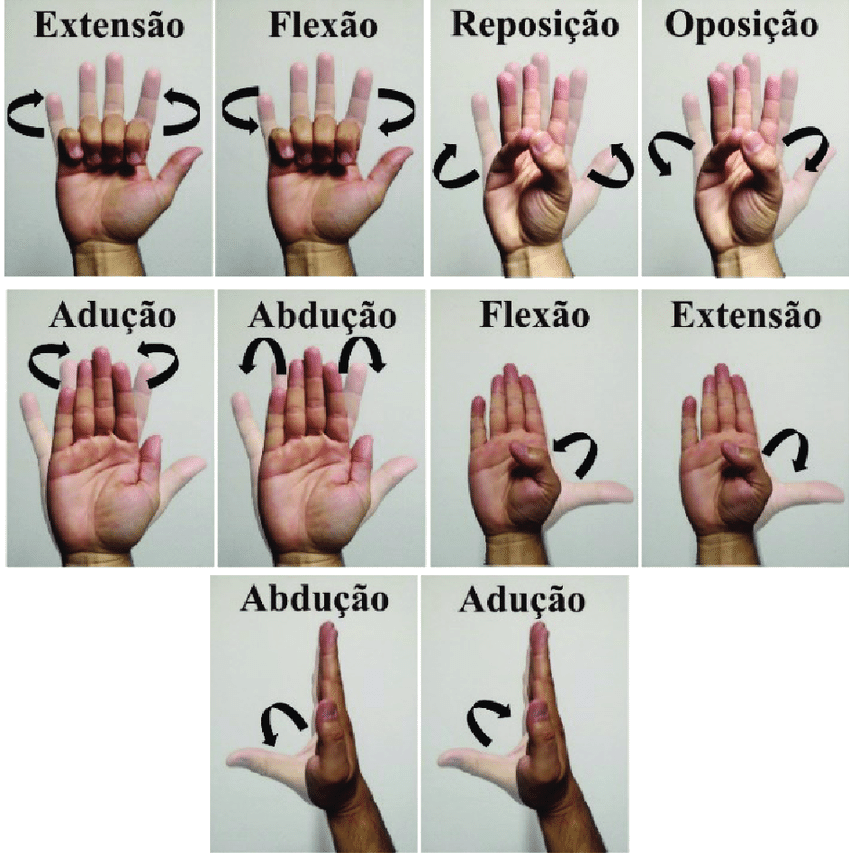 Extensão
Flexão
Reposição
Oposição
Adução
Abdução
Flexão
Extensão
Abdução
Adução